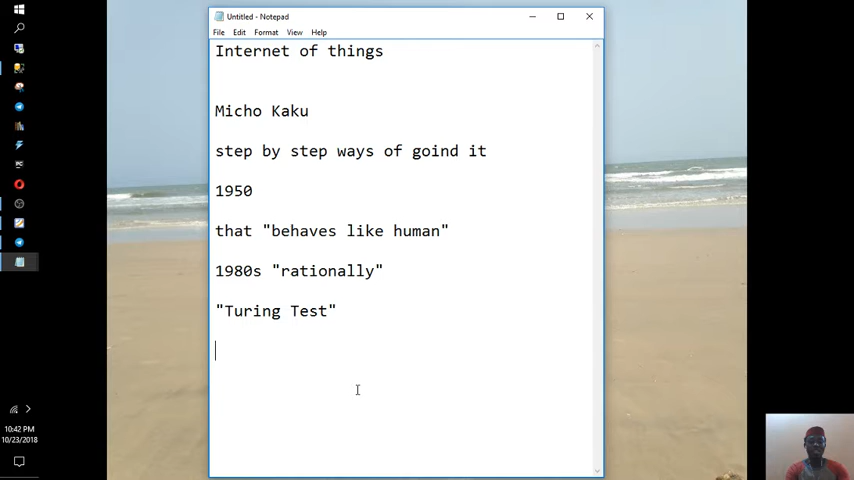 Untitled - Notepad
File Edit Format View Help
Internet of things
Micho Kaku
step by step ways of goind it
1950
that "behaves like human"
1980s "rationally"
"Turing Test"
10:42 PM
10/23/2018